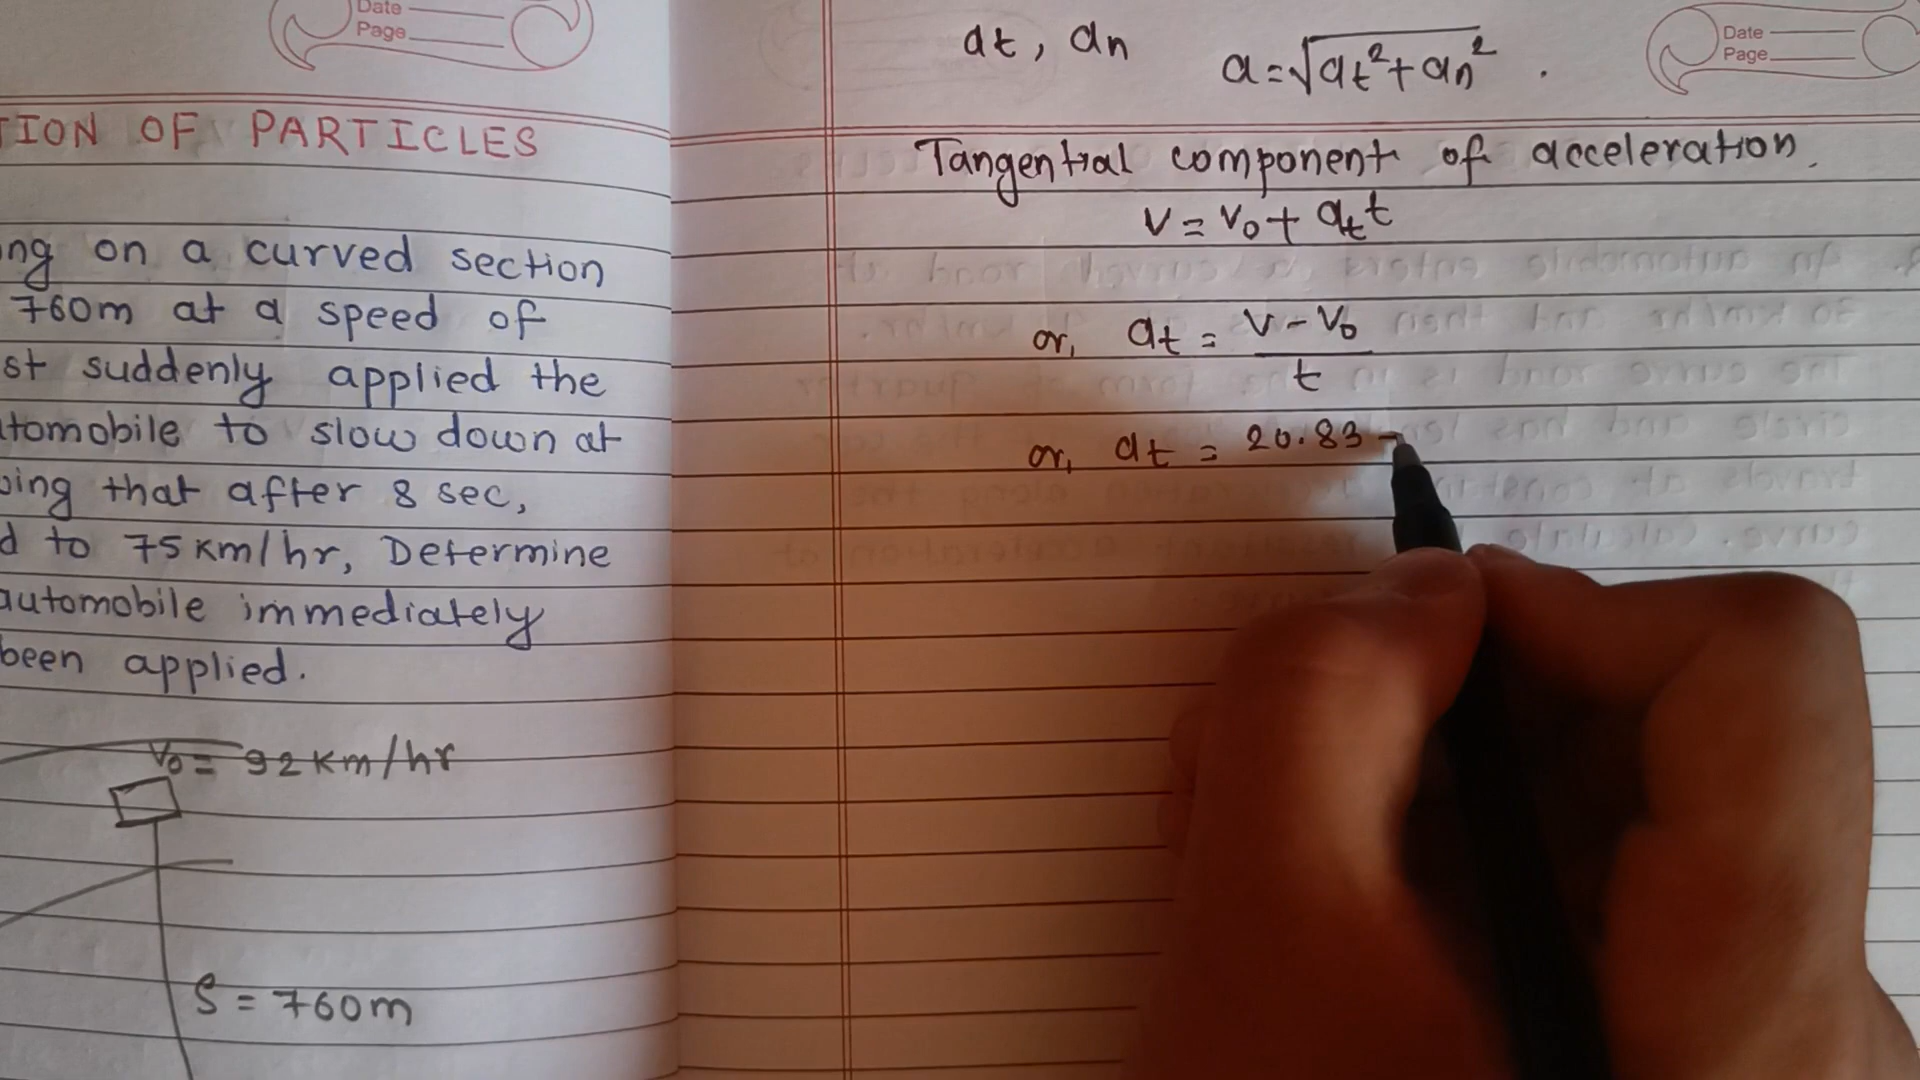 Date
Page
TION OF PARTICLES
ng on a curved section
760m at a speed of
st suddenly applied the
tomobile to slow down at
ing that after 8 sec,
d to 75 km/hr, Determine
automobile immediately
been applied.
v₀ = 92 km/hr
S = 760m
Date
Page
at, an a=√at²+an² .
Tangential component of acceleration.
v = v₀ + at t
or, at = v - v₀ / t
or, at = 20.83 -